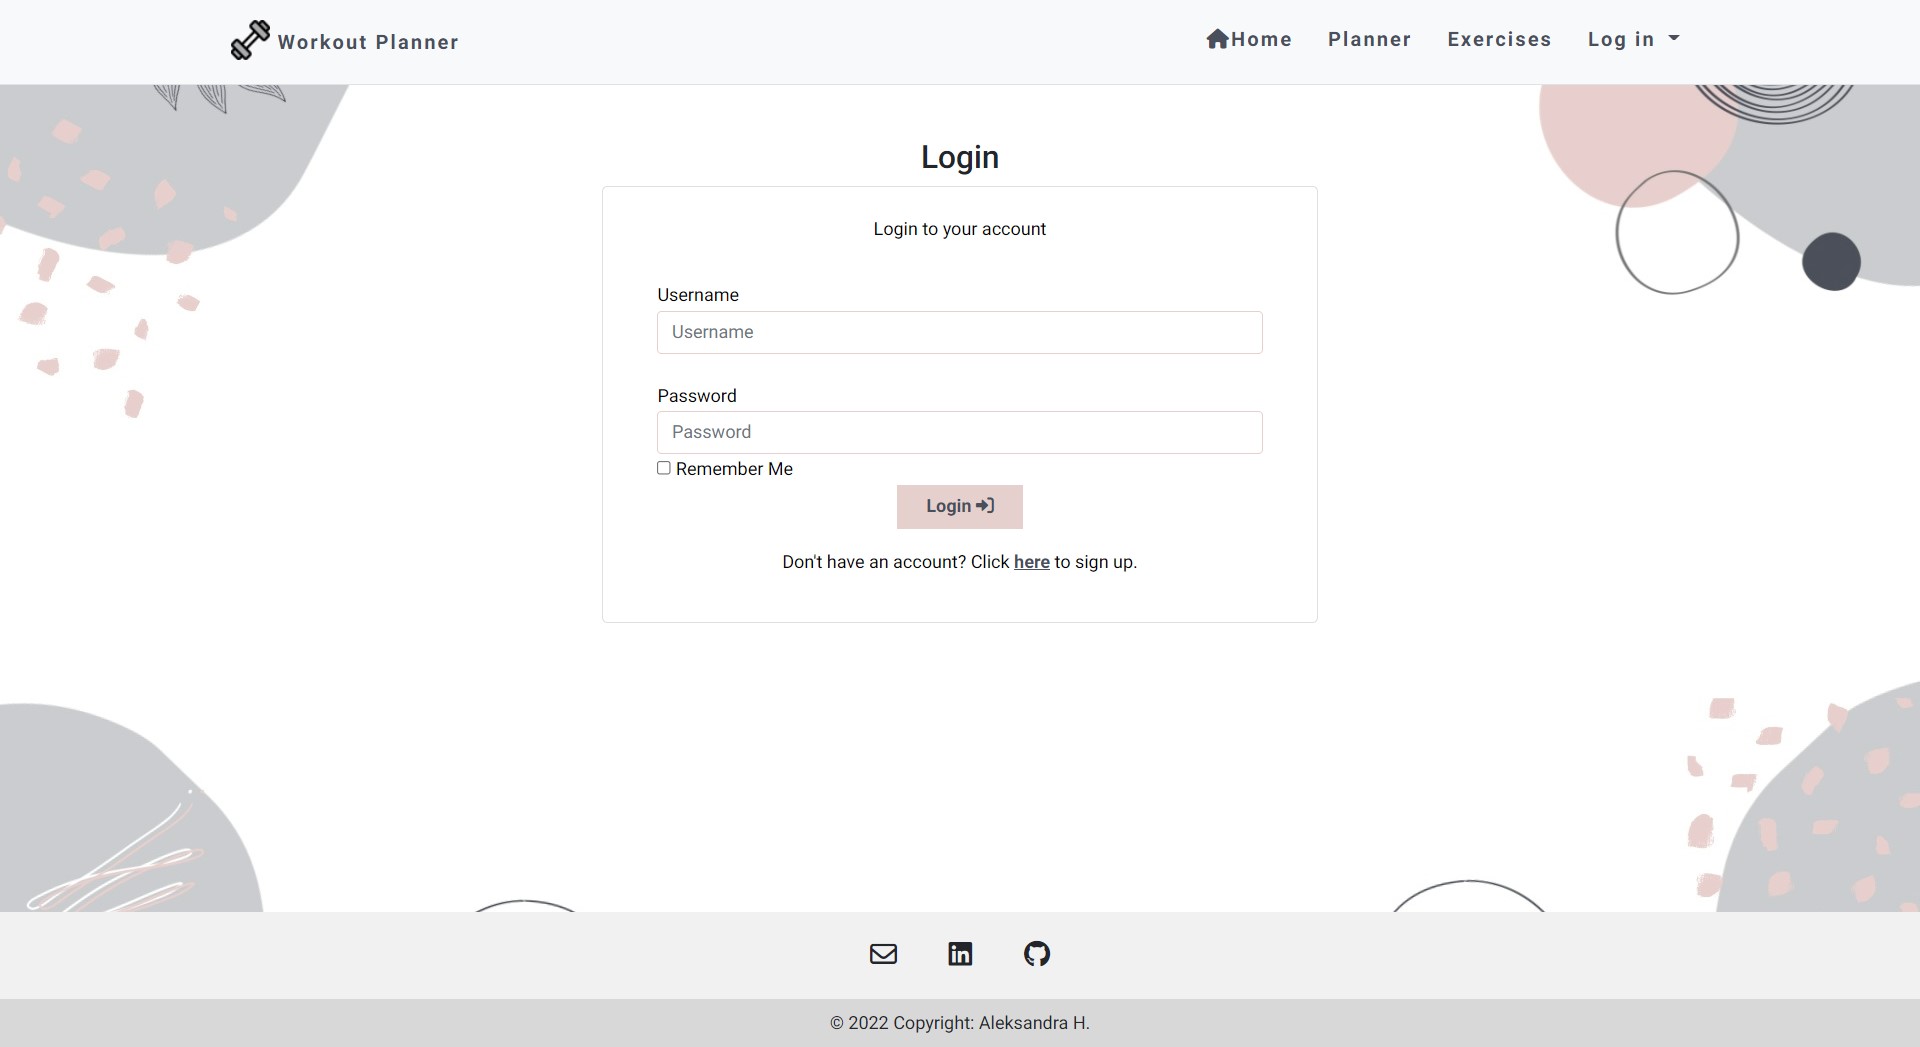 Workout Planner
Home Planner Exercises Log in
Login
Login to your account
Username
Username
Password
Password
Remember Me
Login
Don't have an account? Click here to sign up.
© 2022 Copyright: Aleksandra H.